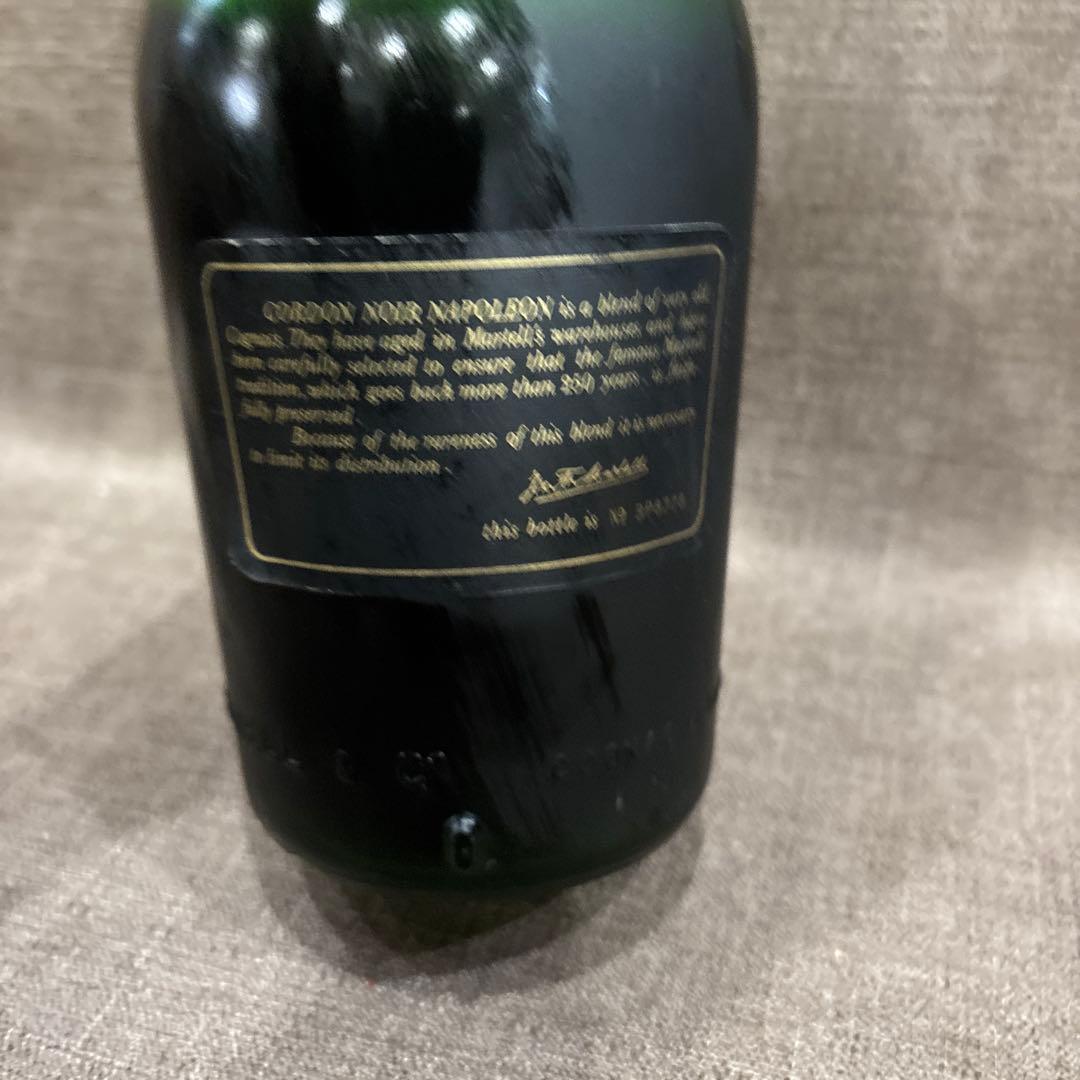 CORDON NOIR NAPOLEON is a blend of very old
Cognacs. They have aged in Martell's warehouses and have
been carefully selected to ensure that the famous Martell
tradition, which goes back more than 250 years, is
fully preserved.
Because of the rareness of this blend it is necessary
to limit its distribution.
this bottle is Nº